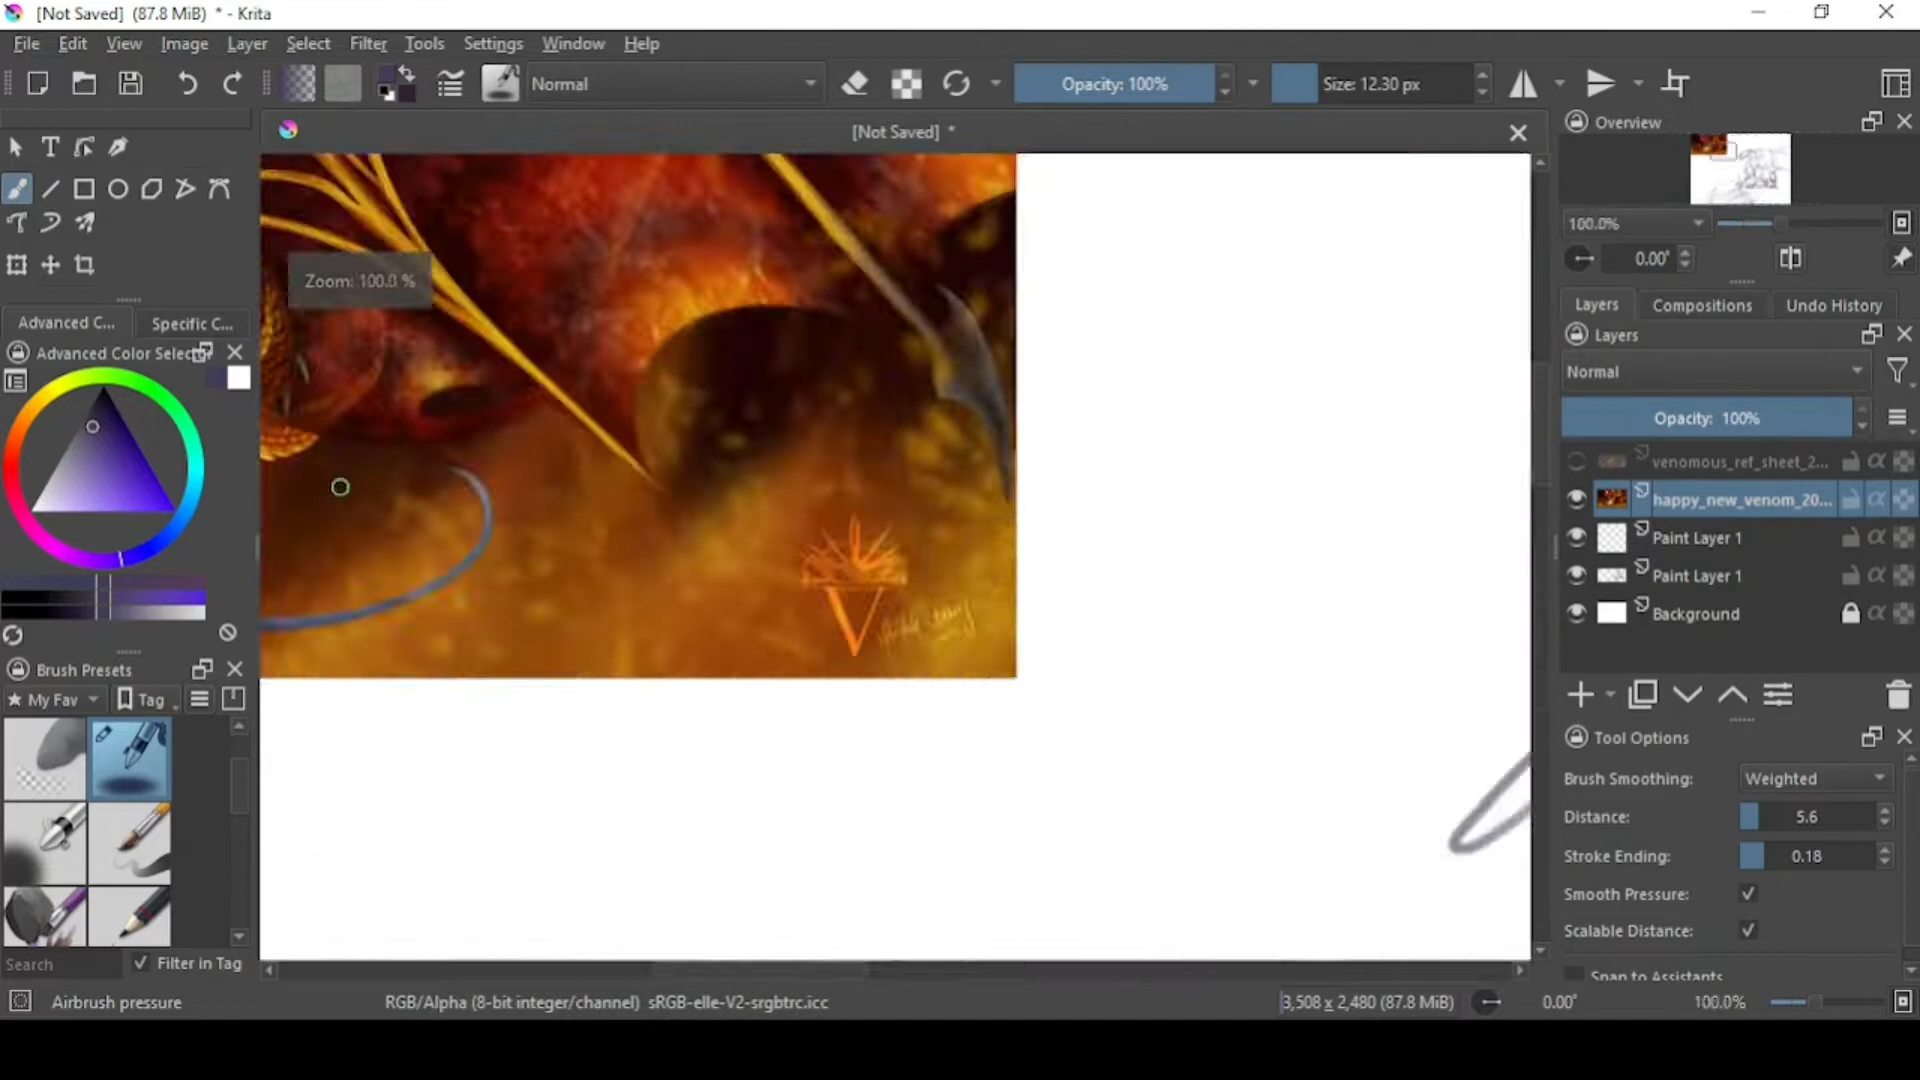 [Not Saved]  (87.8 MiB)  * - Krita
File Edit View Image Layer Select Filter Tools Settings Window Help
Normal
Opacity: 100%
Size: 12.30 px
[Not Saved]  *
Overview
100.0%
0.00°
Zoom: 100.0 %
Advanced C...
Specific C...
Advanced Color Selec
Layers
Compositions
Undo History
Layers
Normal
Opacity:  100%
venomous_ref_sheet_2...
happy_new_venom_20...
Paint Layer 1
Paint Layer 1
Background
Brush Presets
My Fav
Tag
Search
Filter in Tag
V
Tool Options
Brush Smoothing:
Weighted
Distance:
5.6
Stroke Ending:
0.18
Smooth Pressure:
Scalable Distance:
Snap to Assistants
Airbrush pressure
RGB/Alpha (8-bit integer/channel)  sRGB-elle-V2-srgbtrc.icc
3,508 x 2,480 (87.8 MiB)
0.00°
100.0%